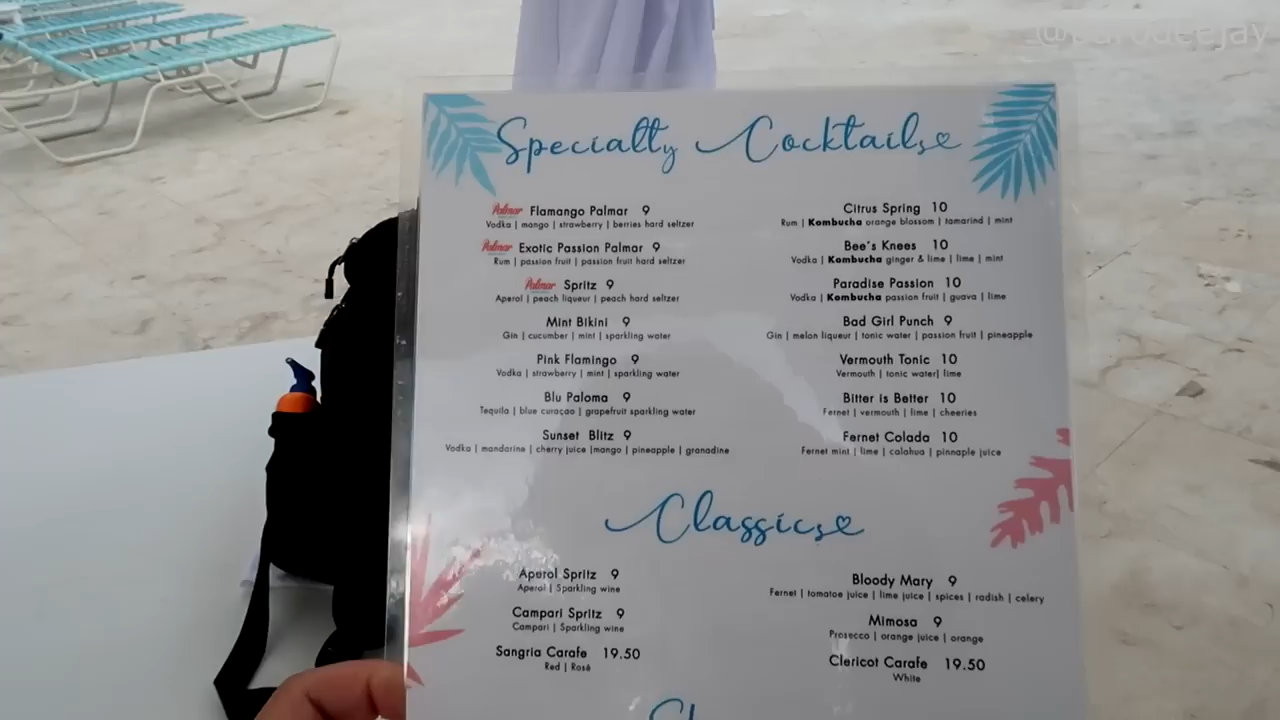 @purodeejay
Specialty Cocktails
Palmar Flamango Palmar 9
Vodka | mango | strawberry | berries hard seltzer
Palmar Exotic Passion Palmar 9
Rum | passion fruit | passion fruit hard seltzer
Palmar Spritz 9
Aperol | peach liqueur | peach hard seltzer
Mint Bikini 9
Gin | cucumber | mint | sparkling water
Pink Flamingo 9
Vodka | strawberry | mint | sparkling water
Blu Paloma 9
Tequila | blue curaçao | grapefruit sparkling water
Sunset Blitz 9
Vodka | mandarine | cherry juice |mango | pineapple | granadine
Citrus Spring 10
Rum | Kombucha orange blossom | tamarind | mint
Bee's Knees 10
Vodka | Kombucha ginger & lime | lime | mint
Paradise Passion 10
Vodka | Kombucha passion fruit | guava | lime
Bad Girl Punch 9
Gin | melon liqueur | tonic water | passion fruit | pineapple
Vermouth Tonic 10
Vermouth | tonic water| lime
Bitter is Better 10
Fernet | vermouth | lime | cheeries
Fernet Colada 10
Fernet mint | lime | calahua | pinnaple juice
Classics
Aperol Spritz 9
Aperol | Sparkling wine
Campari Spritz 9
Campari | Sparkling wine
Sangria Carafe 19.50
Red | Rosé
Bloody Mary 9
Fernet | tomatoe juice | lime juice | spices | radish | celery
Mimosa 9
Prosecco | orange juice | orange
Clericot Carafe 19.50
White